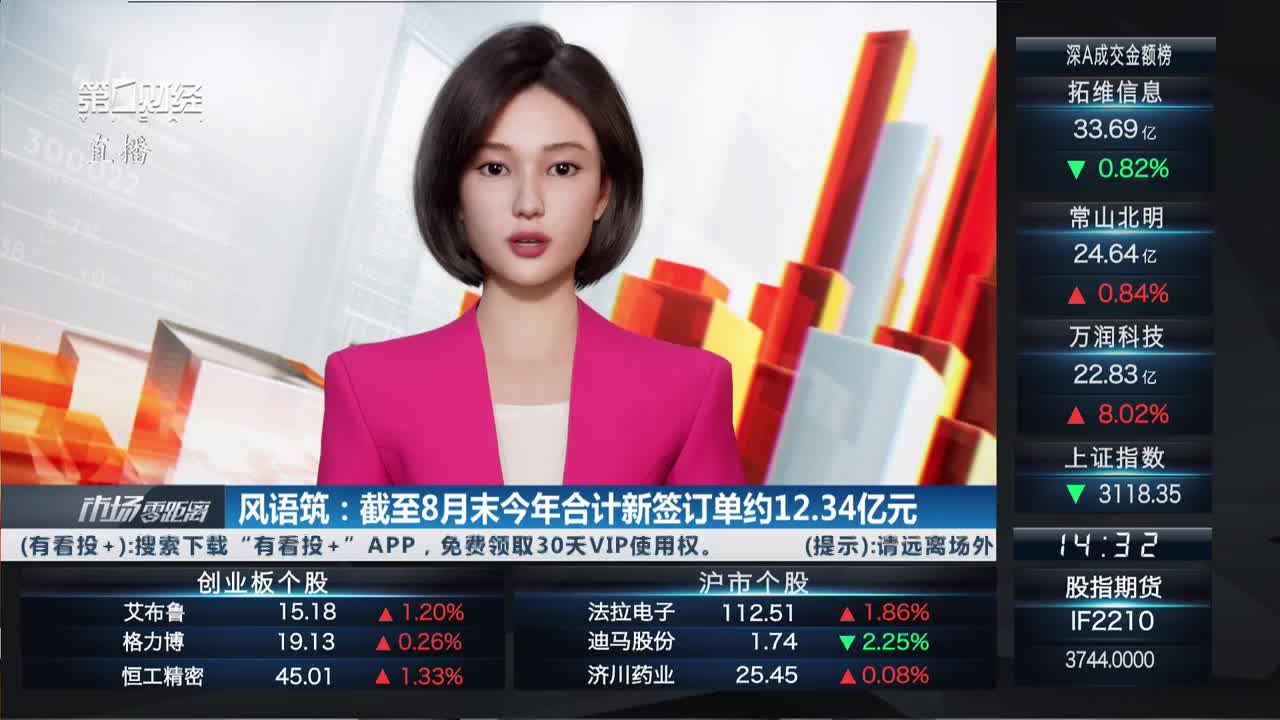 第一财经
YICAI
直播
深A成交金额榜
拓维信息
33.69亿
▼ 0.82%
常山北明
24.64亿
▲ 0.84%
万润科技
22.83亿
▲ 8.02%
上证指数
▼ 3118.35
14:32
股指期货
IF2210
3744.0000
市场零距离
风语筑：截至8月末今年合计新签订单约12.34亿元
(有看投+):搜索下载“有看投+”APP，免费领取30天VIP使用权。 (提示):请远离场外
创业板个股
艾布鲁 15.18 ▲ 1.20%
格力博 19.13 ▲ 0.26%
恒工精密 45.01 ▲ 1.33%
沪市个股
法拉电子 112.51 ▲ 1.86%
迪马股份 1.74 ▼ 2.25%
济川药业 25.45 ▲ 0.08%